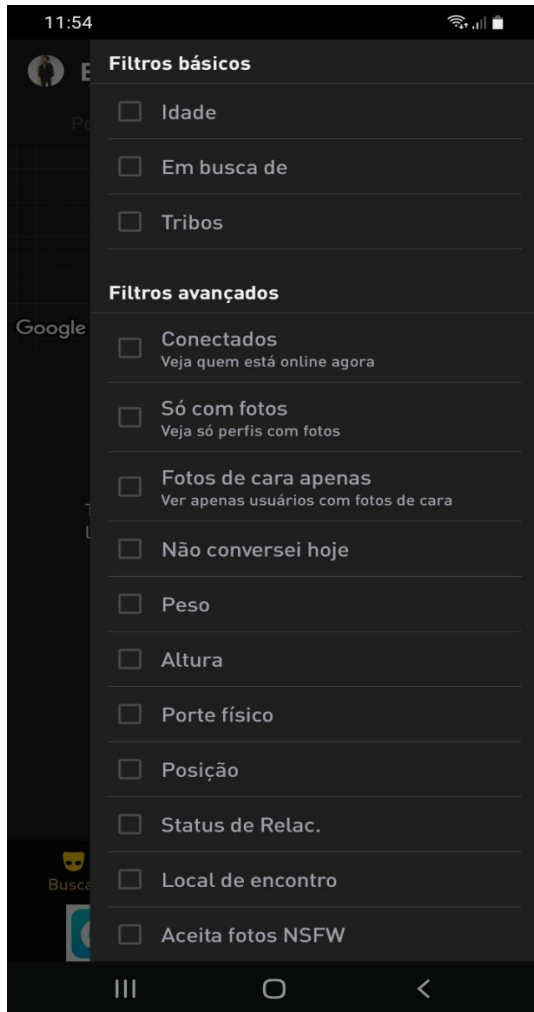 11:54
E
Filtros básicos
Pe
Idade
Em busca de
Tribos
Filtros avançados
Google
Conectados
Veja quem está online agora
Só com fotos
Veja só perfis com fotos
Fotos de cara apenas
Ver apenas usuários com fotos de cara
Não conversei hoje
Peso
Altura
Porte físico
Posição
Status de Relac.
Busca
Local de encontro
Aceita fotos NSFW